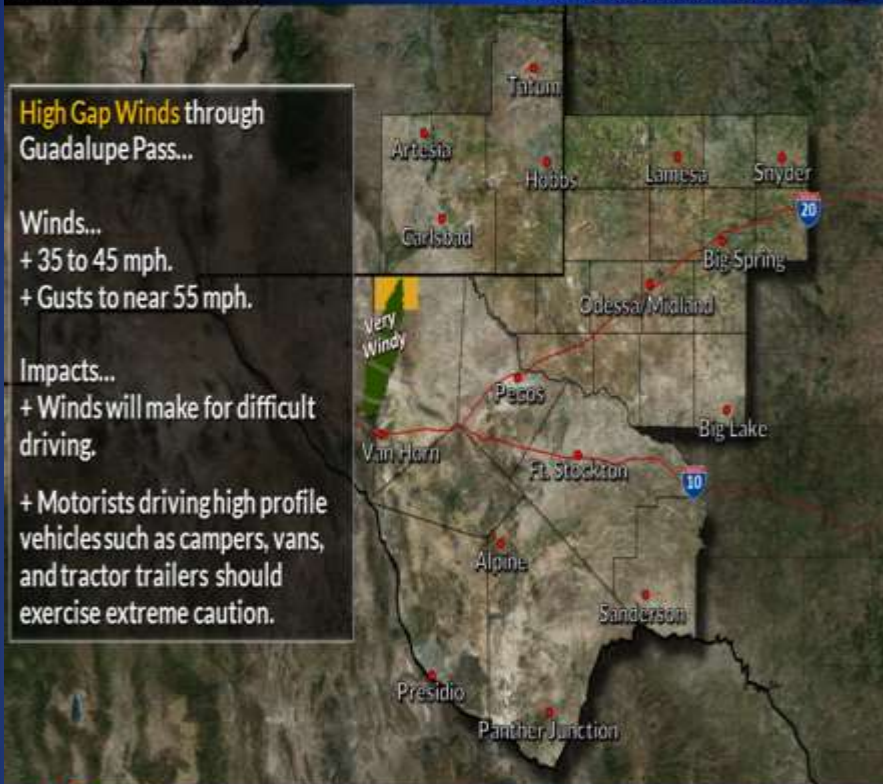 High Gap Winds through
Guadalupe Pass...
Winds...
+ 35 to 45 mph.
+ Gusts to near 55 mph.
Impacts...
+ Winds will make for difficult
driving.
+ Motorists driving high profile
vehicles such as campers, vans,
and tractor trailers should
exercise extreme caution.
Tatum
Artesia
Hobbs
Lamesa
Snyder
20
Carlsbad
Big Spring
Odessa/Midland
Very
Windy
Pecos
Big Lake
Van Horn
Ft. Stockton
10
Alpine
Sanderson
Presidio
Panther Junction